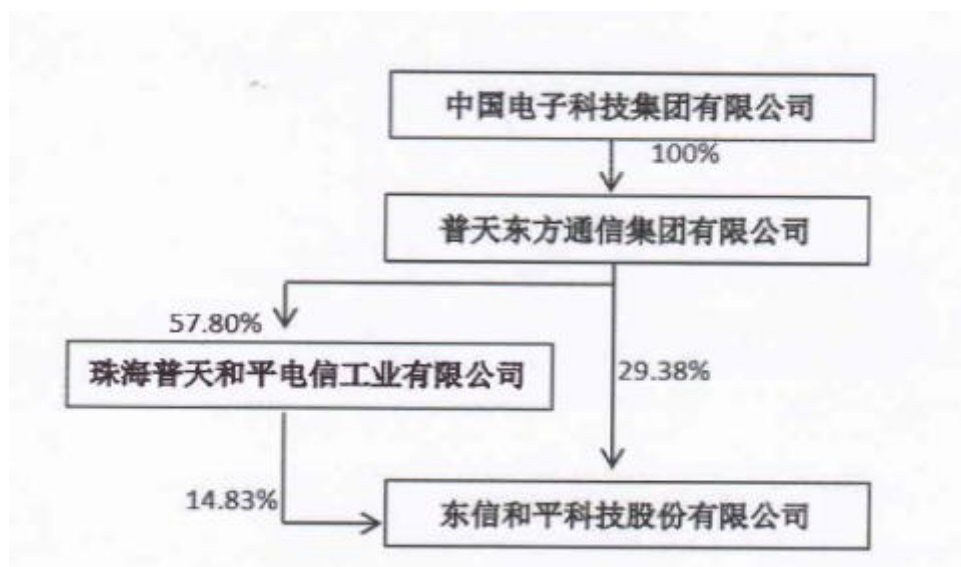 中国电子科技集团有限公司
100%
普天东方通信集团有限公司
57.80%
珠海普天和平电信工业有限公司
29.38%
14.83%
东信和平科技股份有限公司